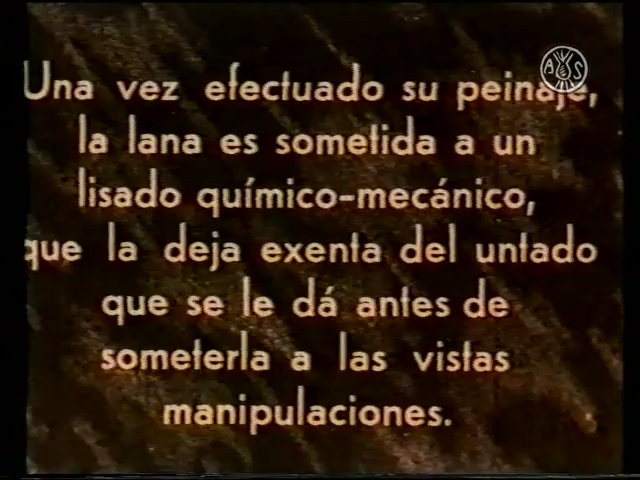 Una vez efectuado su peinaje,
la lana es sometida a un
lisado químico-mecánico,
que la deja exenta del untado
que se le dá antes de
someterla a las vistas
manipulaciones.
A S